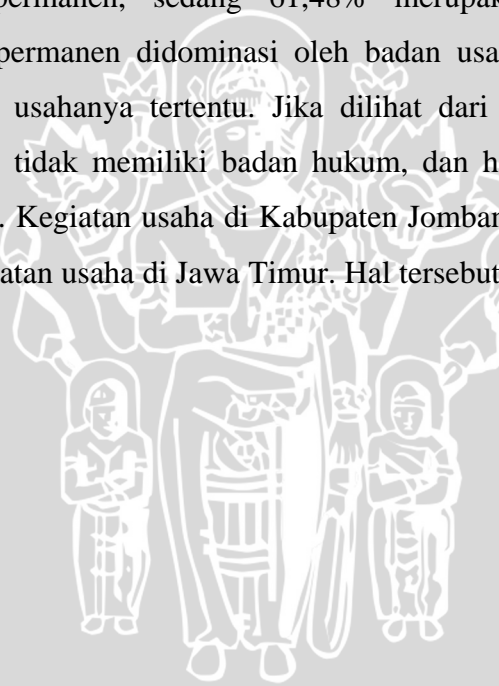 permanen, sedang 61,48% merupak
permanen didominasi oleh badan usa
usahanya tertentu. Jika dilihat dari
tidak memiliki badan hukum, dan h
. Kegiatan usaha di Kabupaten Jomban
atan usaha di Jawa Timur. Hal tersebut